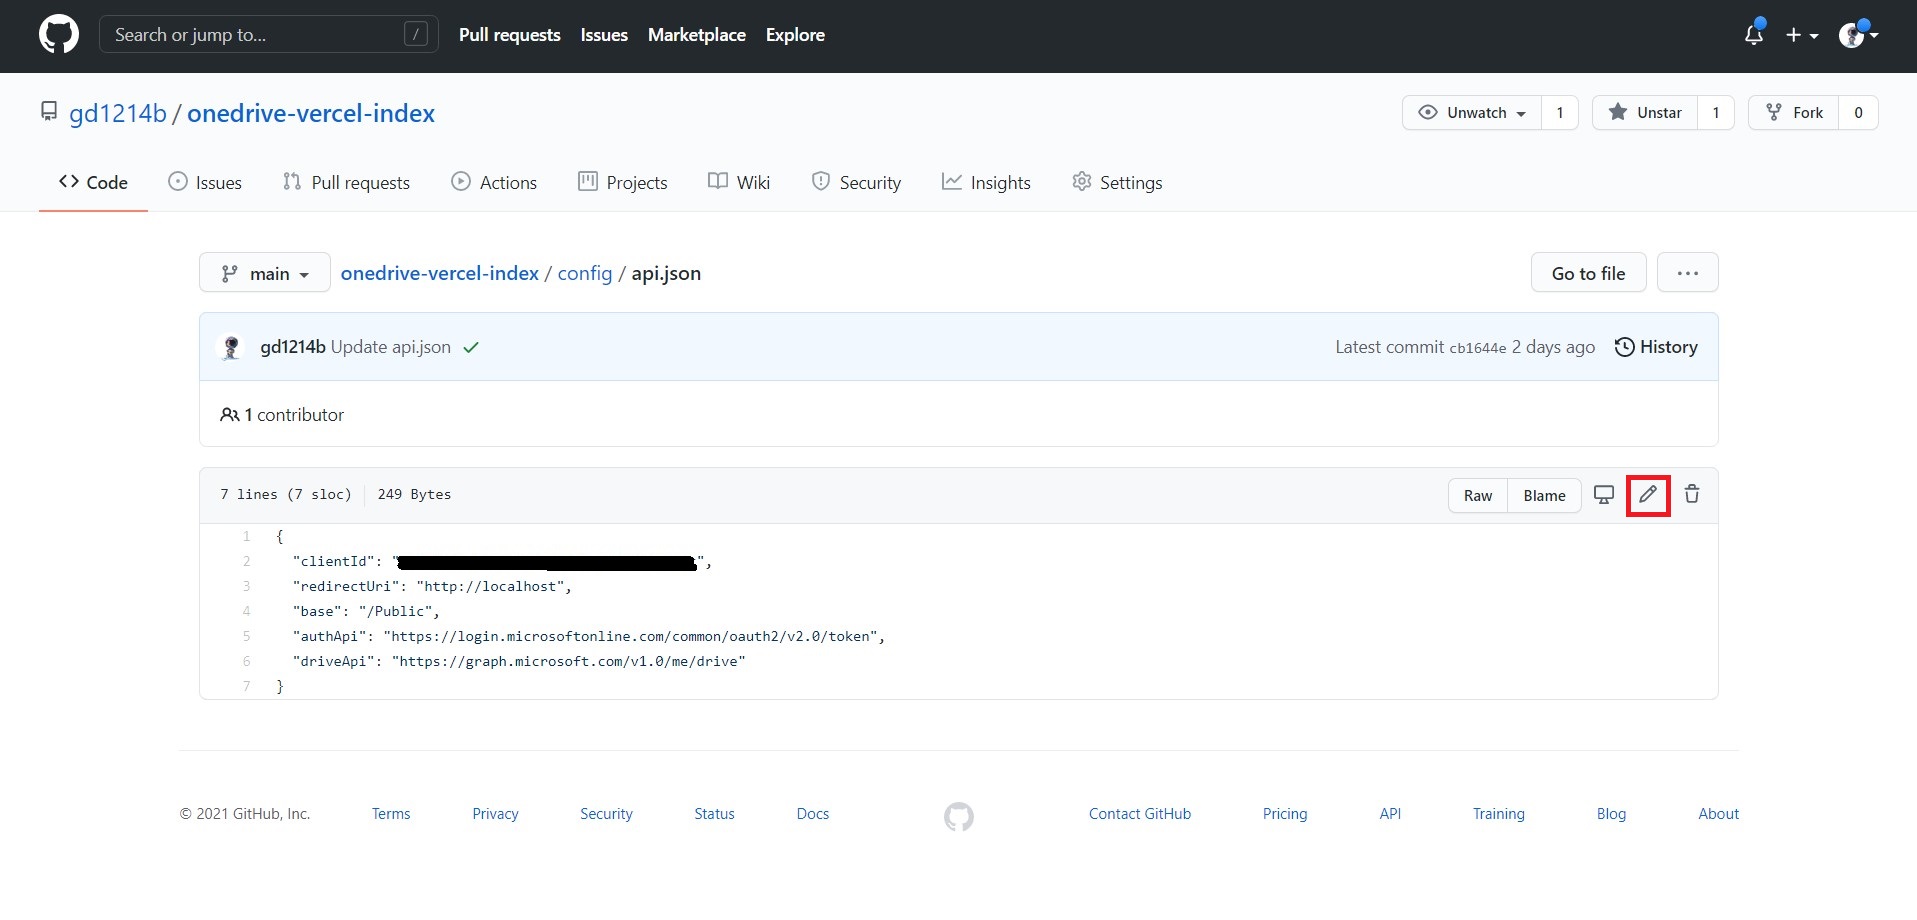 Search or jump to... / Pull requests Issues Marketplace Explore
gd1214b / onedrive-vercel-index Unwatch 1 Unstar 1 Fork 0
Code Issues Pull requests Actions Projects Wiki Security Insights Settings
main onedrive-vercel-index / config / api.json Go to file ...
gd1214b Update api.json Latest commit cb1644e 2 days ago History
1 contributor
7 lines (7 sloc) 249 Bytes Raw Blame
1 {
2 "clientId": "",
3 "redirectUri": "http://localhost",
4 "base": "/Public",
5 "authApi": "https://login.microsoftonline.com/common/oauth2/v2.0/token",
6 "driveApi": "https://graph.microsoft.com/v1.0/me/drive"
7 }
© 2021 GitHub, Inc. Terms Privacy Security Status Docs Contact GitHub Pricing API Training Blog About